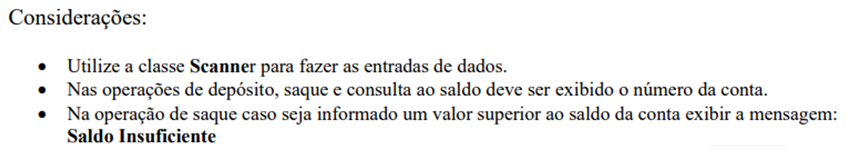 Considerações:
• Utilize a classe Scanner para fazer as entradas de dados.
• Nas operações de depósito, saque e consulta ao saldo deve ser exibido o número da conta.
• Na operação de saque caso seja informado um valor superior ao saldo da conta exibir a mensagem:
Saldo Insuficiente